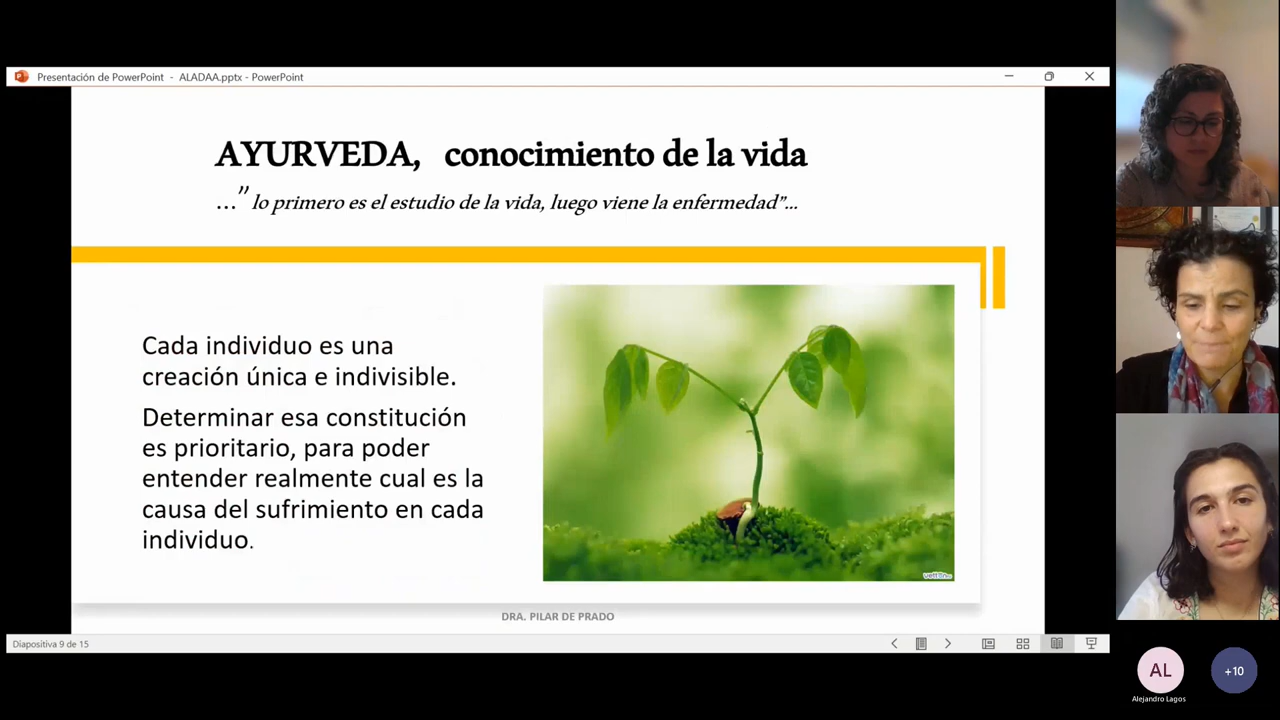 Presentación de PowerPoint - ALADAA.pptx - PowerPoint
AYURVEDA, conocimiento de la vida
…” lo primero es el estudio de la vida, luego viene la enfermedad”...
Cada individuo es una
creación única e indivisible.
Determinar esa constitución
es prioritario, para poder
entender realmente cual es la
causa del sufrimiento en cada
individuo.
DRA. PILAR DE PRADO
Diapositiva 9 de 15
AL
+10
Alejandro Lagos